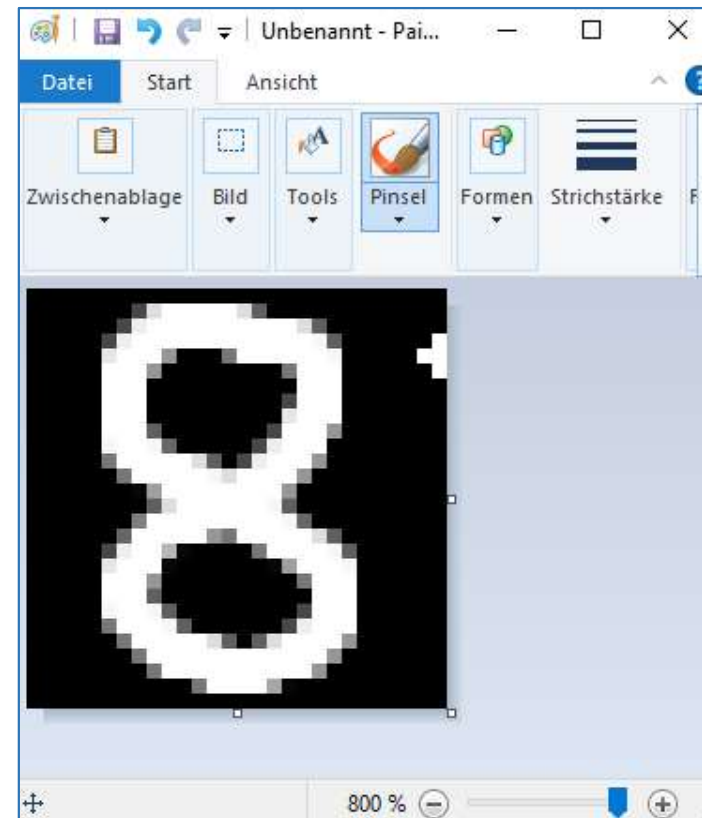 Unbenannt - Pai...
Datei Start Ansicht
Zwischenablage Bild Tools Pinsel Formen Strichstärke F
8
800 %